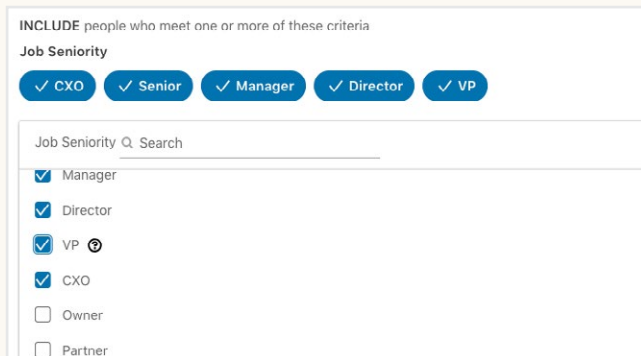 INCLUDE people who meet one or more of these criteria
Job Seniority
CXO Senior Manager Director VP
Job Seniority Search
Manager
Director
VP ?
CXO
Owner
Partner